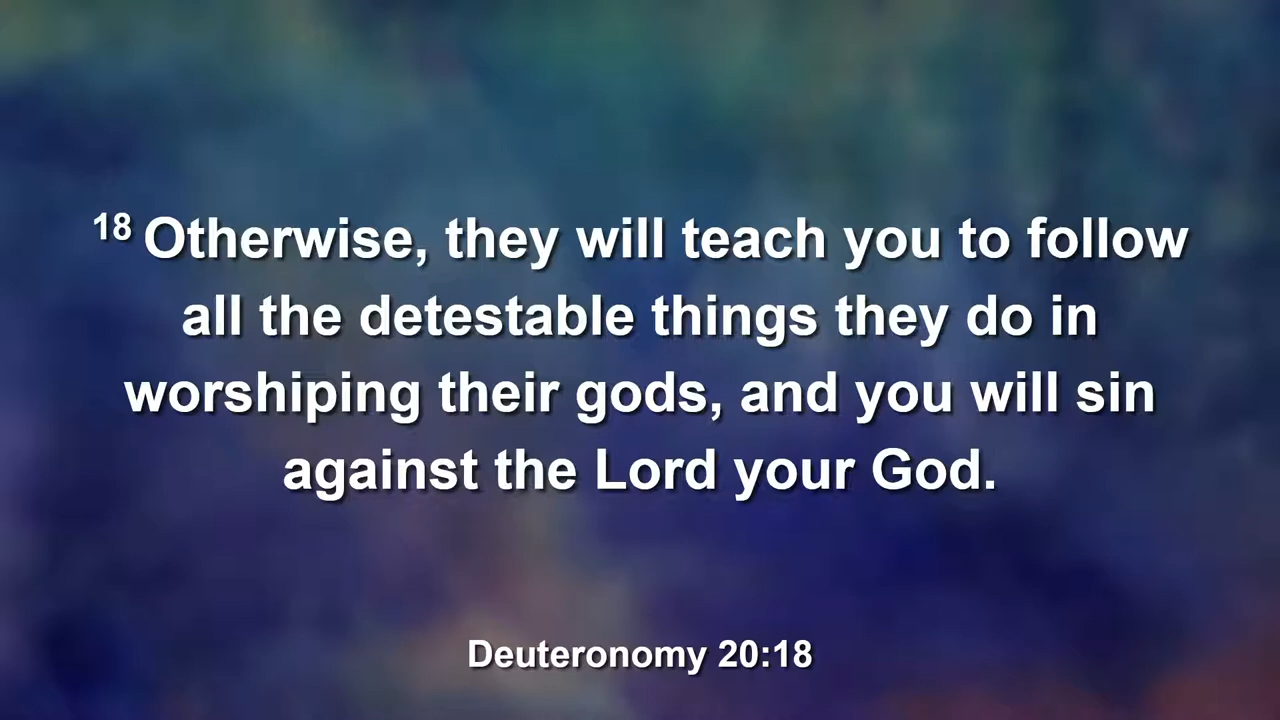 18 Otherwise, they will teach you to follow
all the detestable things they do in
worshiping their gods, and you will sin
against the Lord your God.
Deuteronomy 20:18